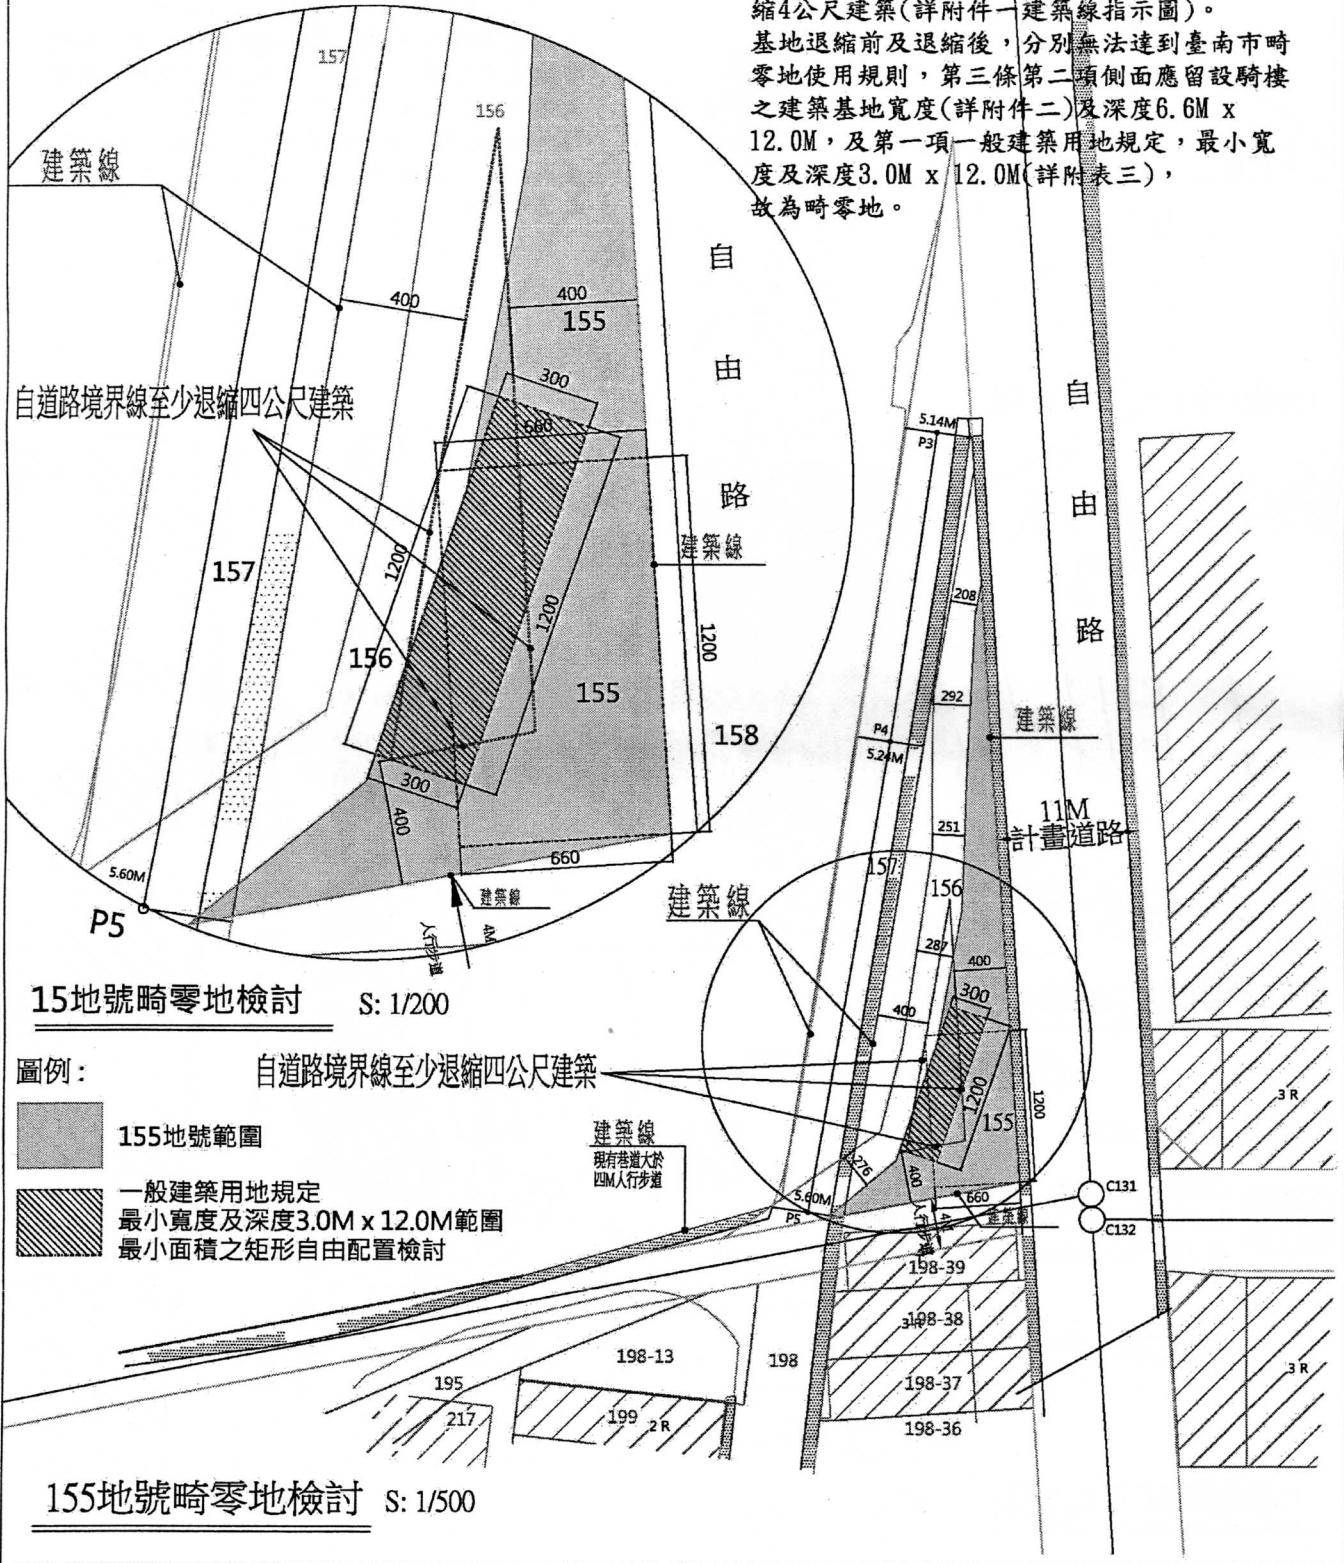 縮4公尺建築(詳附件一建築線指示圖)。
基地退縮前及退縮後，分別無法達到臺南市畸
零地使用規則，第三條第二項側面應留設騎樓
之建築基地寬度(詳附件二)及深度6.6M x
12.0M，及第一項一般建築用地規定，最小寬
度及深度3.0M x 12.0M(詳附表三)，
故為畸零地。
157
156
建築線
400
400
155
自道路境界線至少退縮四公尺建築
300
660
自
由
路
建築線
157
1200
1200
1200
156
155
158
300
400
660
5.60M
P5
建築線
4M
人行步道
15地號畸零地檢討 S: 1/200
圖例：
155地號範圍
一般建築用地規定
最小寬度及深度3.0M x 12.0M範圍
最小面積之矩形自由配置檢討
自
由
路
5.14M
P3
208
292
P4
5.24M
建築線
251
11M
計畫道路
157
156
建築線
287
400
300
400
自道路境界線至少退縮四公尺建築
1200
1200
155
建築線
現有巷道大於
四M人行步道
276
400
5.60M
P5
660
4M
人行步道
建築線
C131
C132
3 R
198-39
198-38
3R
198-37
198-36
198-13
198
195
217
199
2 R
3 R
155地號畸零地檢討 S: 1/500